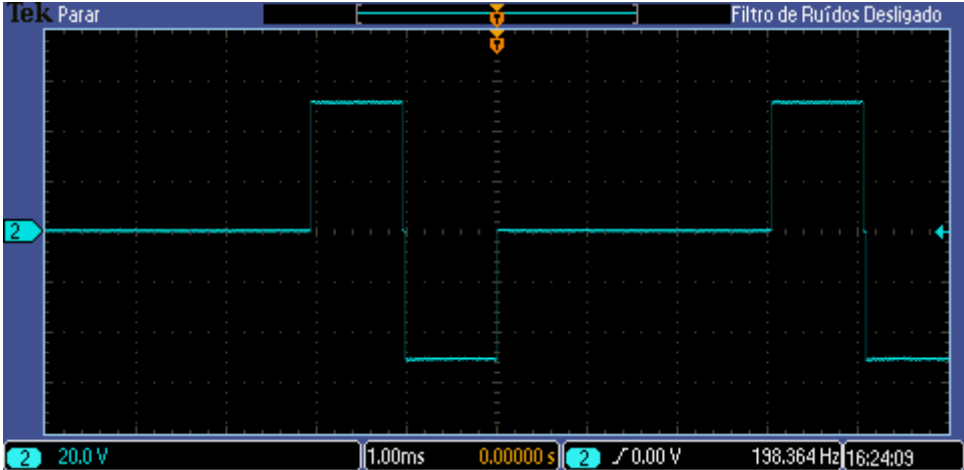 Tek Parar Filtro de Ruídos Desligado
T
T
2
2 20.0 V 1.00ms 0.00000 s 2 0.00 V 198.364 Hz 16:24:09